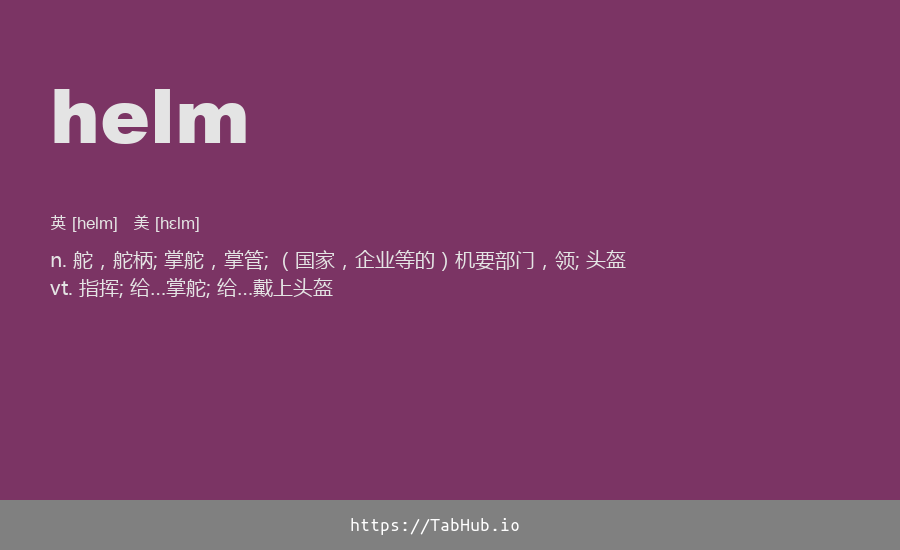 helm
英 [helm] 美 [hɛlm]
n. 舵，舵柄; 掌舵，掌管; （国家，企业等的）机要部门，领; 头盔
vt. 指挥; 给…掌舵; 给…戴上头盔
https://TabHub.io